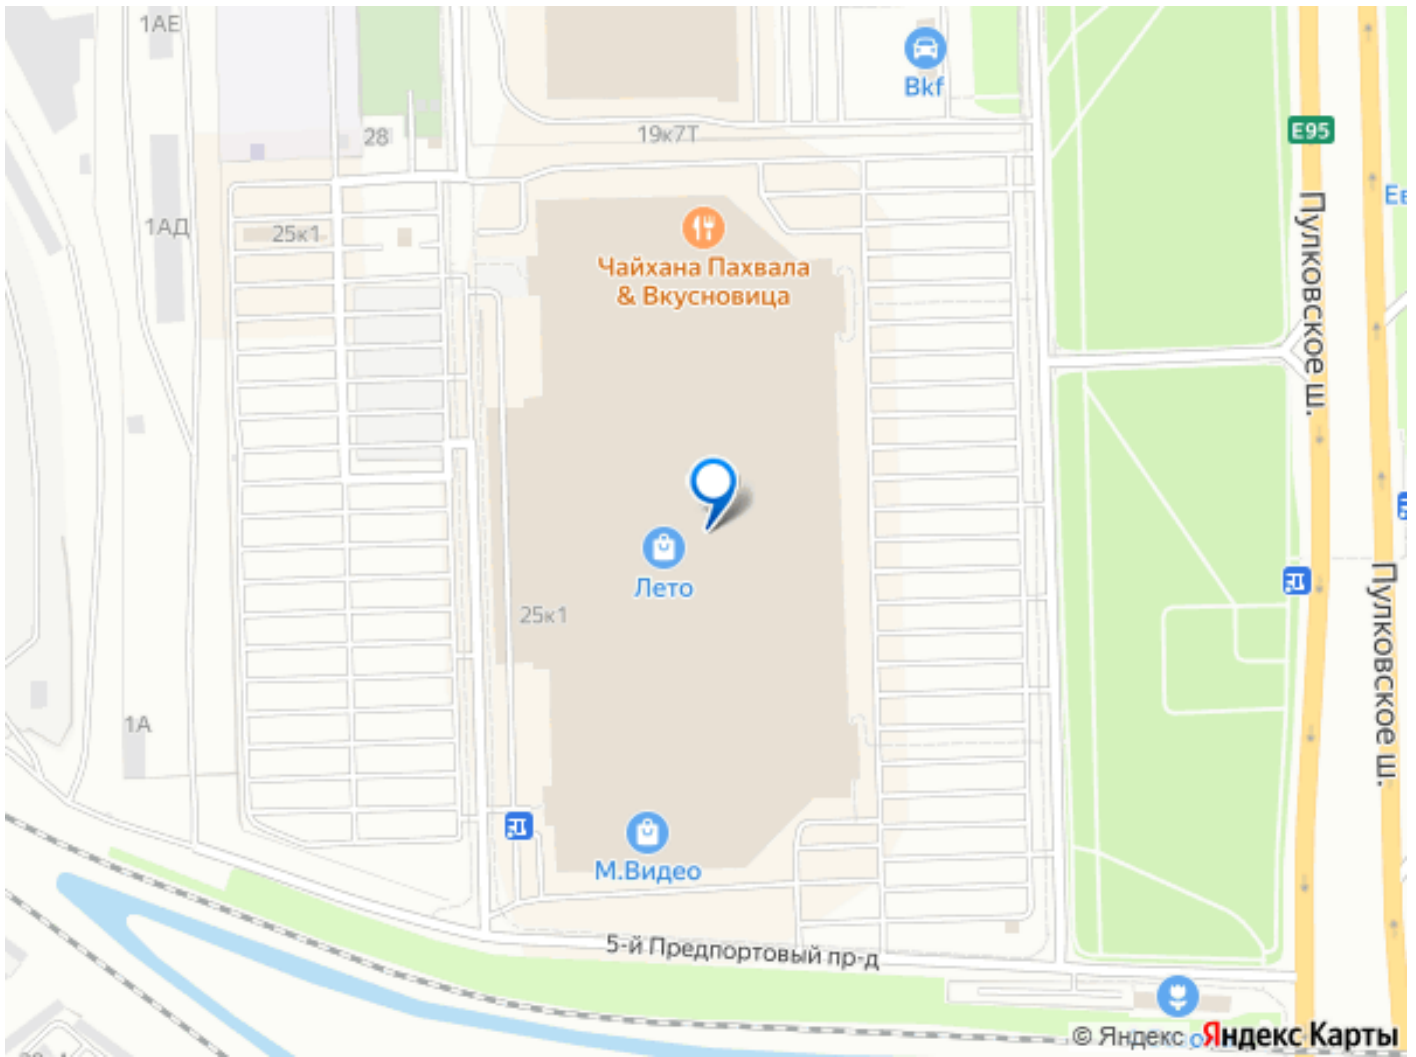 1АЕ
Bkf
28
19к7Т
E95
Ев
1АД
25к1
Чайхана Пахвала
& Вкусновица
Пулковское ш.
Лето
25к1
Пулковское ш.
1А
М.Видео
5-й Предпортовый пр-д
© Яндекс Яндекс Карты